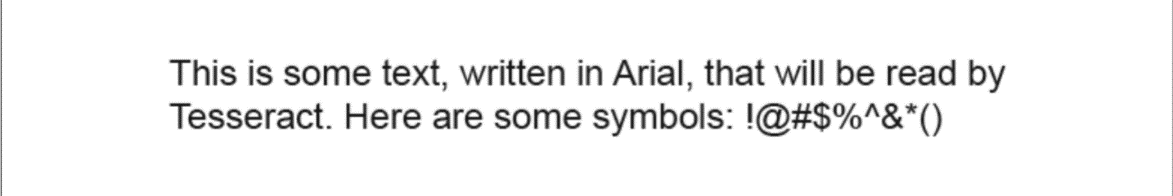 This is some text, written in Arial, that will be read by
Tesseract. Here are some symbols: !@#$%^&*()